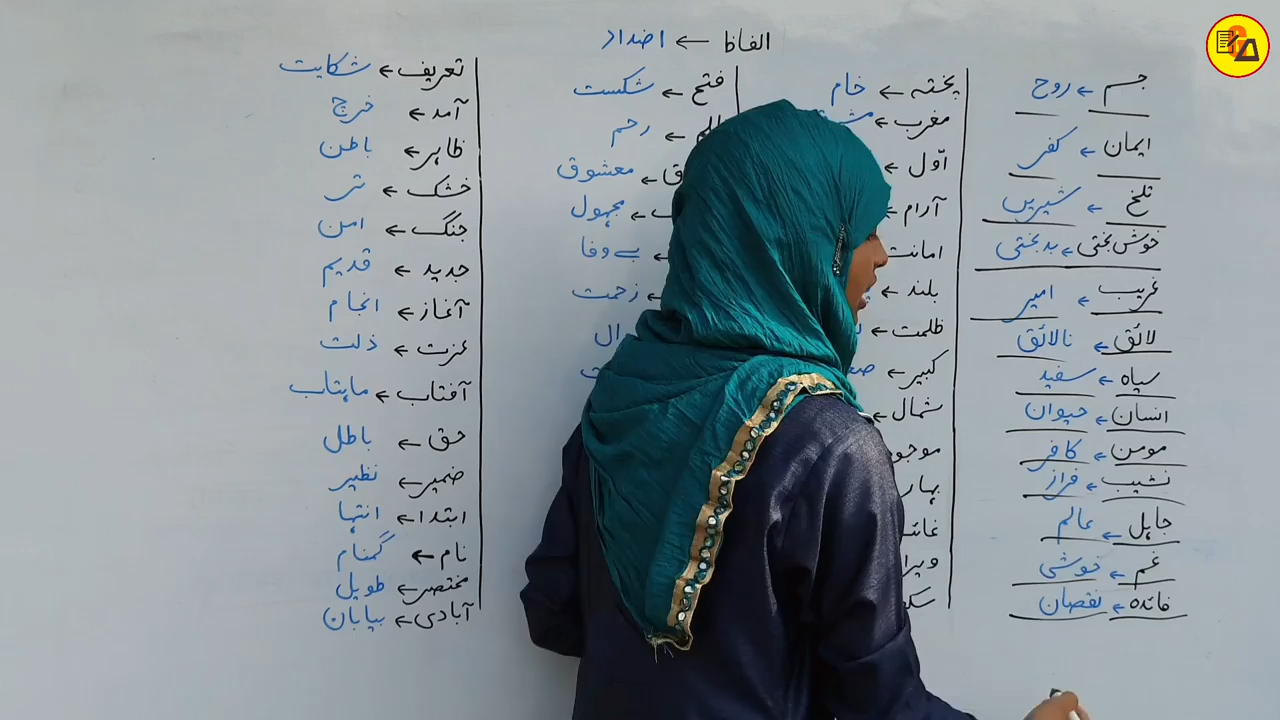 الفاظ ← اضداد
جسم ← روح
ایمان ← کفر
تلخ ← شیریں
خوش بختی ← بدبختی
غریب ← امیر
لائق ← نالائق
سیاہ ← سفید
انسان ← حیوان
مومن ← کافر
نشیب ← فراز
جاہل ← عالم
غم ← خوشی
فائدہ ← نقصان
پختہ ← خام
مغرب ←
اوّل ←
آرام ←
امانت
بلند ←
ظلمت ←
کبیر ←
شمال ←
بہار
فتح ← شکست
← رحم
← معشوق
← مجہول
بے وفا
زحمت
تعریف ← شکایت
آمد ← خرچ
ظاہر ← باطن
خشک ← تر
جنگ ← امن
جدید ← قدیم
آغاز ← انجام
عزت ← ذلت
آفتاب ← ماہتاب
حق ← باطل
ضمیر ← نظیر
ابتدا ← انتہا
نام ← گمنام
مختصر ← طویل
آبادی ← بیابان